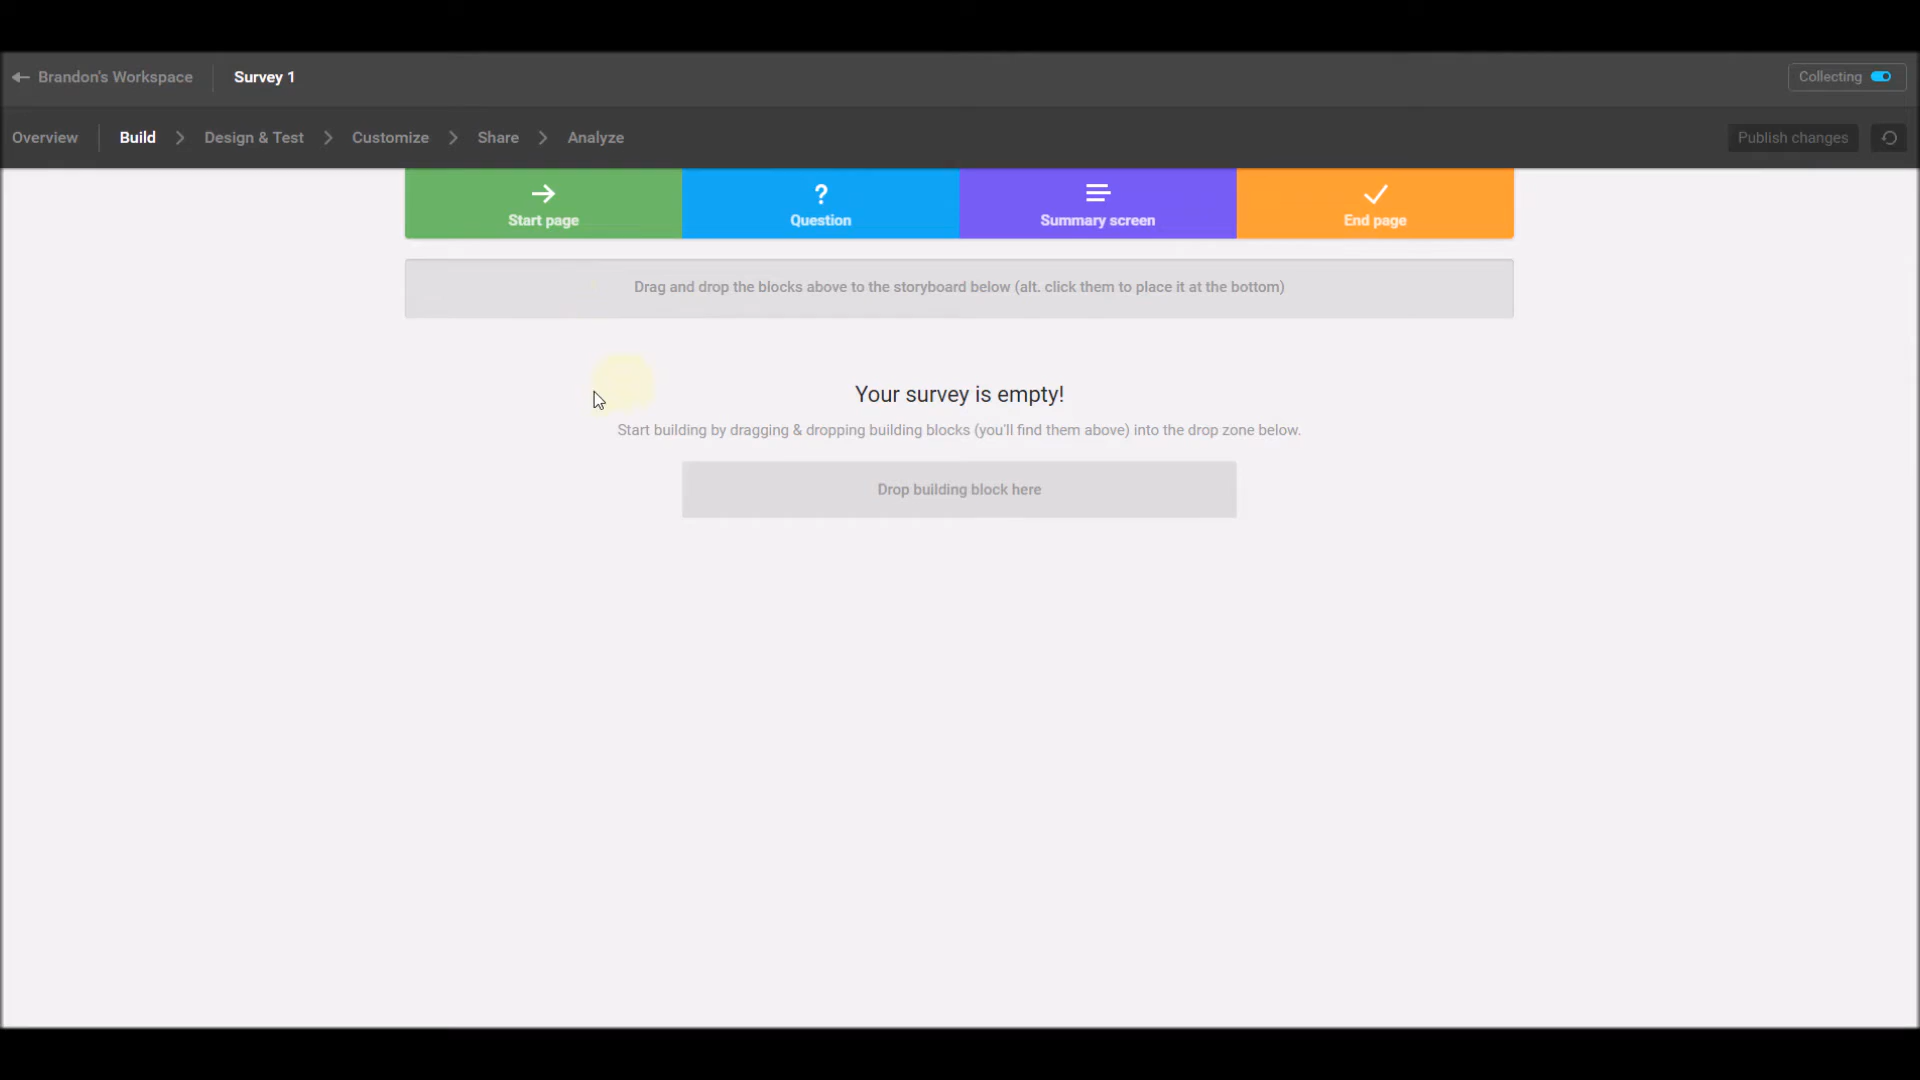 Brandon's Workspace
Survey 1
Collecting
Overview
Build
Design & Test
Customize
Share
Analyze
Publish changes
Start page
?
Question
Summary screen
End page
Drag and drop the blocks above to the storyboard below (alt. click them to place it at the bottom)
Your survey is empty!
Start building by dragging & dropping building blocks (you'll find them above) into the drop zone below.
Drop building block here